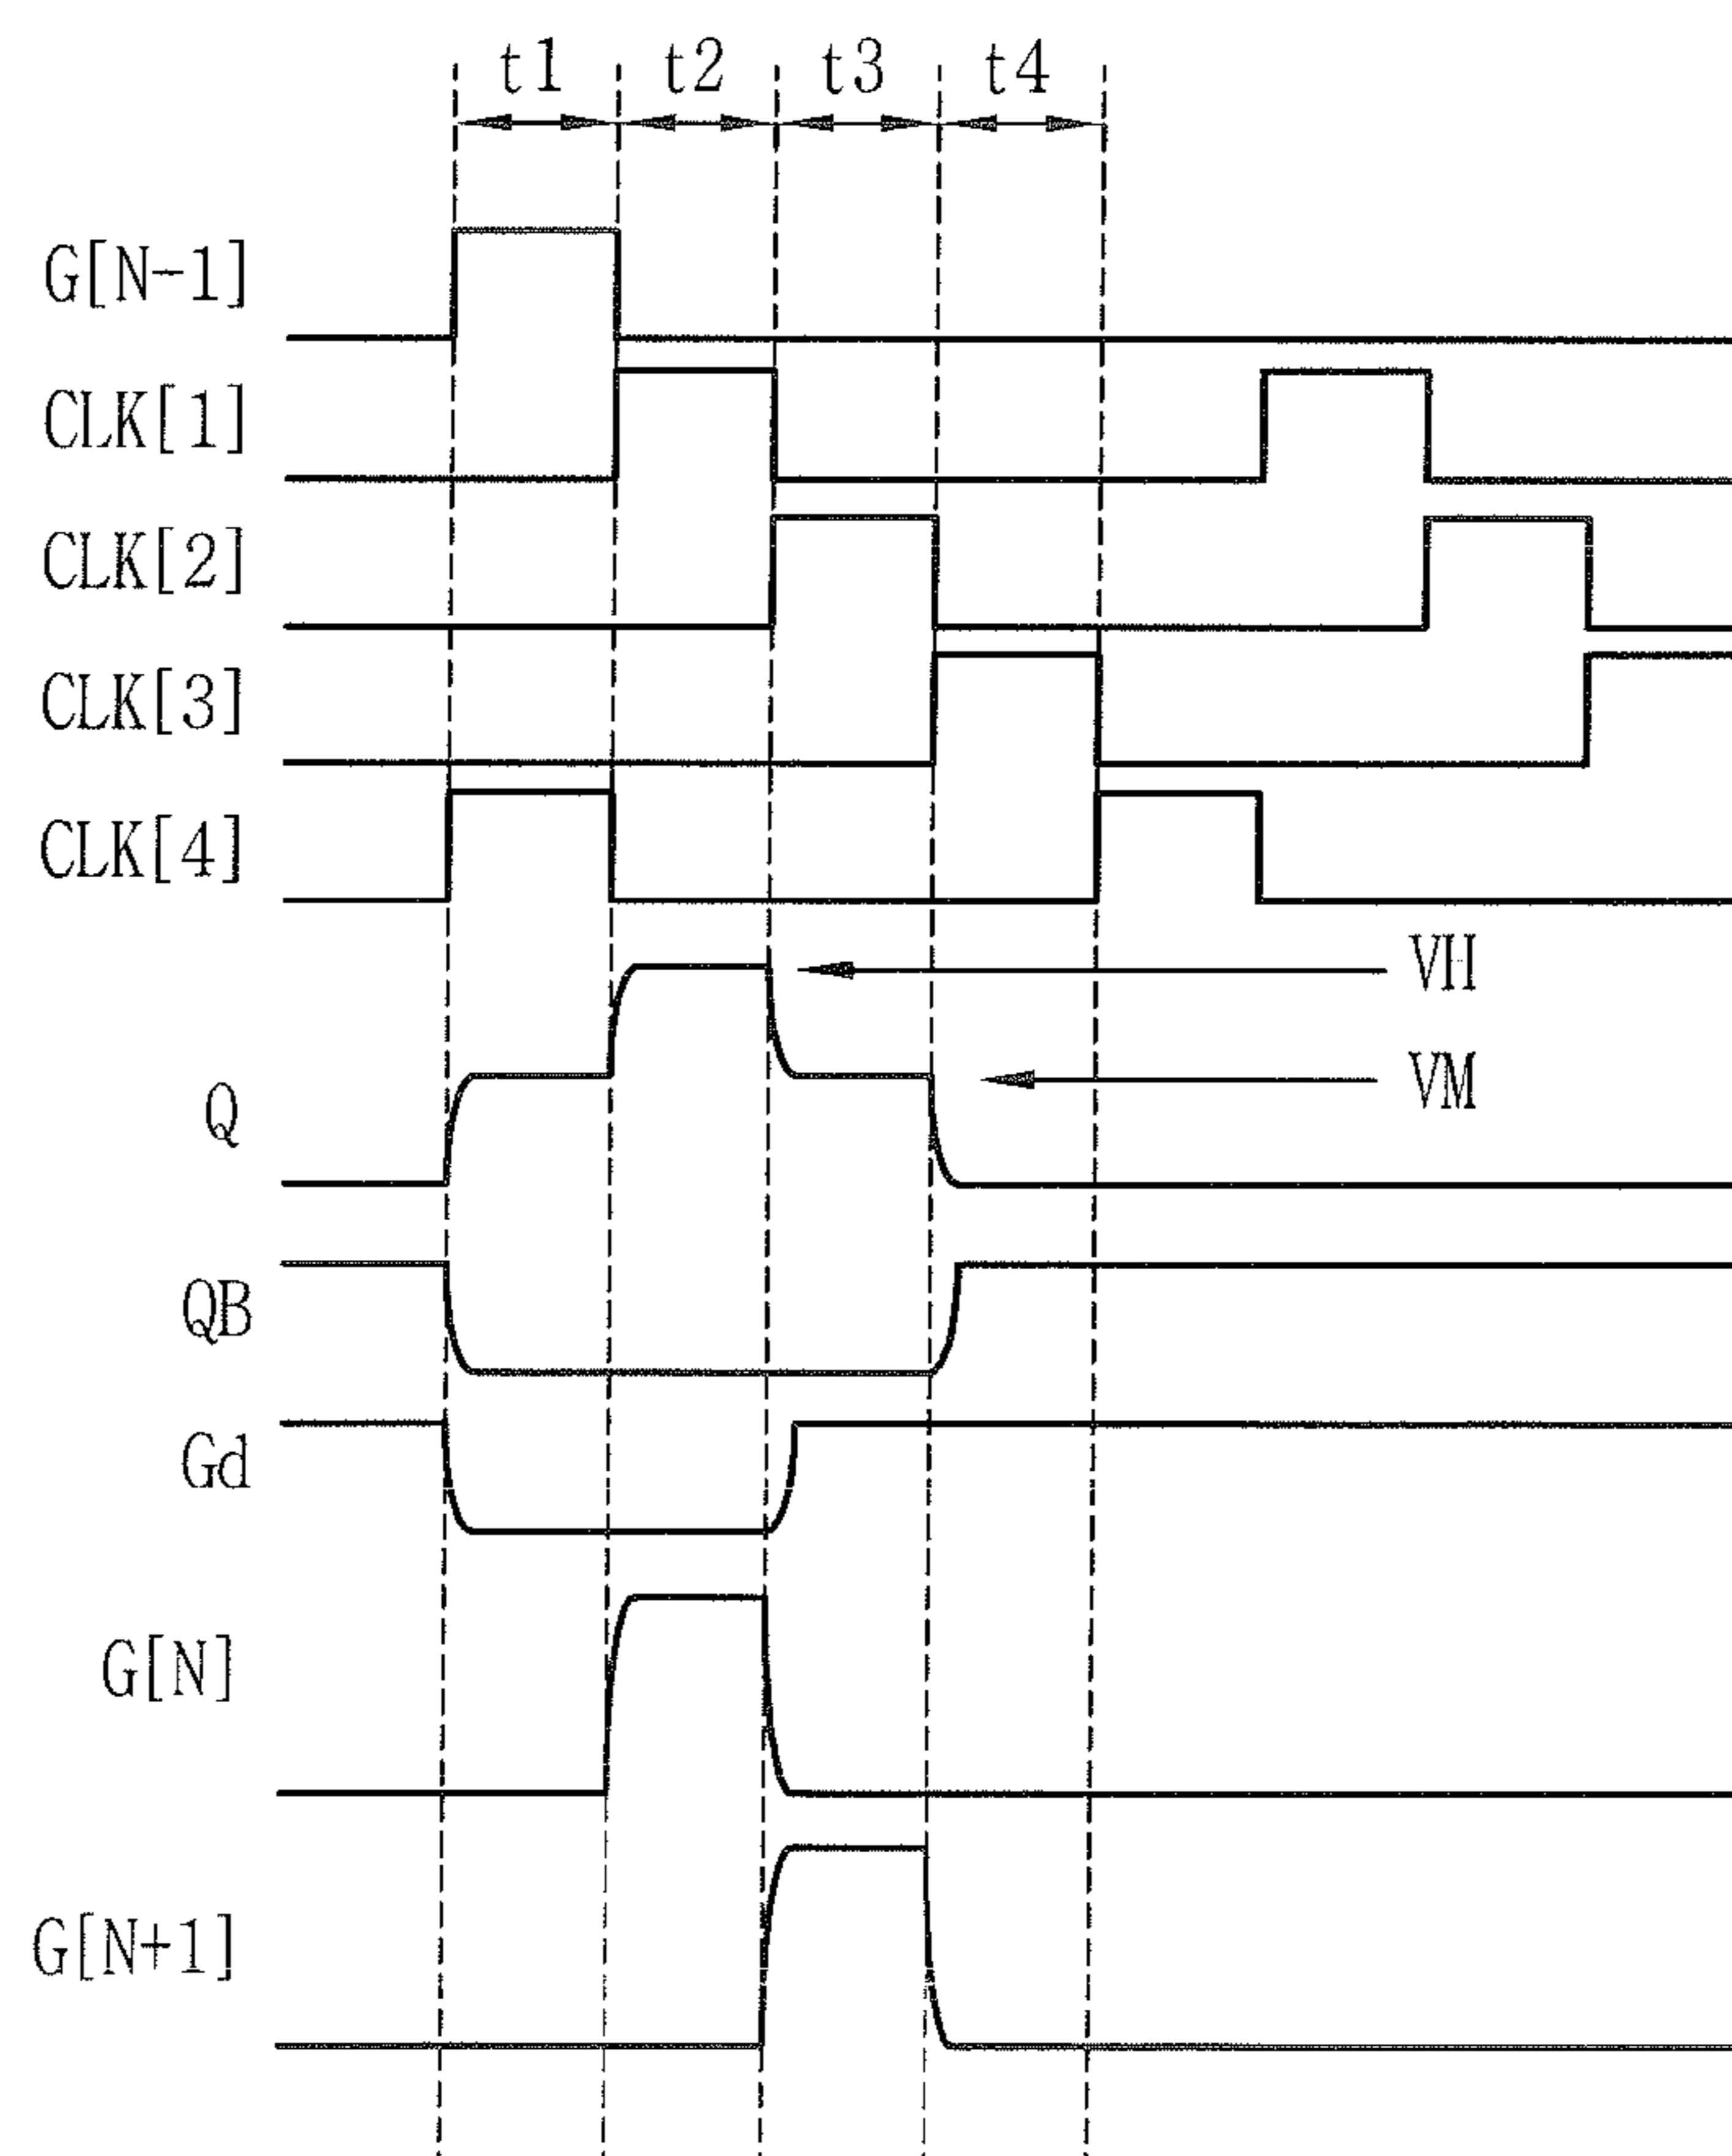 t1 t2 t3 t4
G[N-1]
CLK[1]
CLK[2]
CLK[3]
CLK[4]
VH
VM
Q
QB
Gd
G[N]
G[N+1]